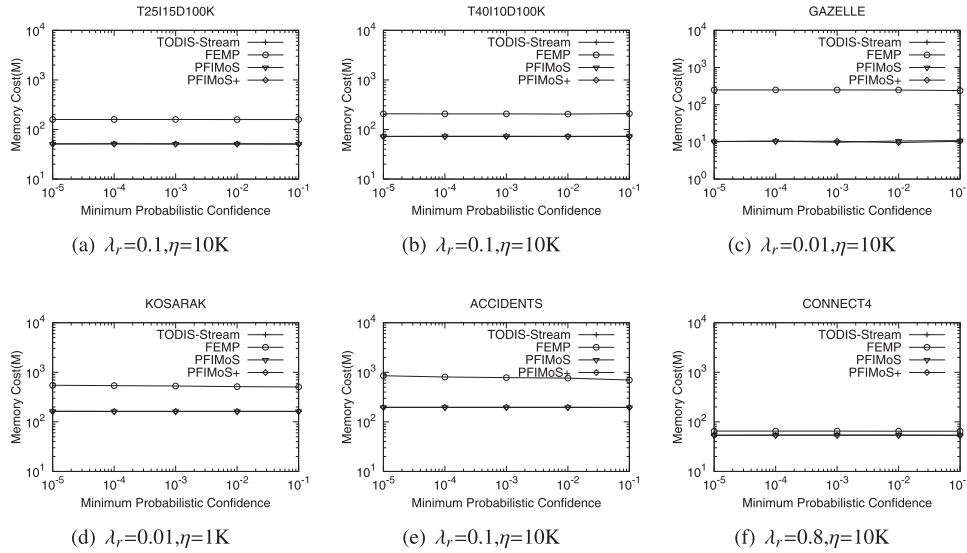 T25I15D100K
Memory Cost(M)
10^4
10^3
10^2
10^1
TODIS-Stream
FEMP
PFIMoS
PFIMoS+
10^-5 10^-4 10^-3 10^-2 10^-1
Minimum Probabilistic Confidence
(a) λr=0.1,η=10K
T40I10D100K
Memory Cost(M)
10^4
10^3
10^2
10^1
TODIS-Stream
FEMP
PFIMoS
PFIMoS+
10^-5 10^-4 10^-3 10^-2 10^-1
Minimum Probabilistic Confidence
(b) λr=0.1,η=10K
GAZELLE
Memory Cost(M)
10^4
10^3
10^2
10^1
10^0
TODIS-Stream
FEMP
PFIMoS
PFIMoS+
10^-5 10^-4 10^-3 10^-2 10^-1
Minimum Probabilistic Confidence
(c) λr=0.01,η=10K
KOSARAK
Memory Cost(M)
10^4
10^3
10^2
10^1
TODIS-Stream
FEMP
PFIMoS
PFIMoS+
10^-5 10^-4 10^-3 10^-2 10^-1
Minimum Probabilistic Confidence
(d) λr=0.01,η=1K
ACCIDENTS
Memory Cost(M)
10^4
10^3
10^2
10^1
TODIS-Stream
FEMP
PFIMoS
PFIMoS+
10^-5 10^-4 10^-3 10^-2 10^-1
Minimum Probabilistic Confidence
(e) λr=0.1,η=10K
CONNECT4
Memory Cost(M)
10^4
10^3
10^2
10^1
TODIS-Stream
FEMP
PFIMoS
PFIMoS+
10^-5 10^-4 10^-3 10^-2 10^-1
Minimum Probabilistic Confidence
(f) λr=0.8,η=10K